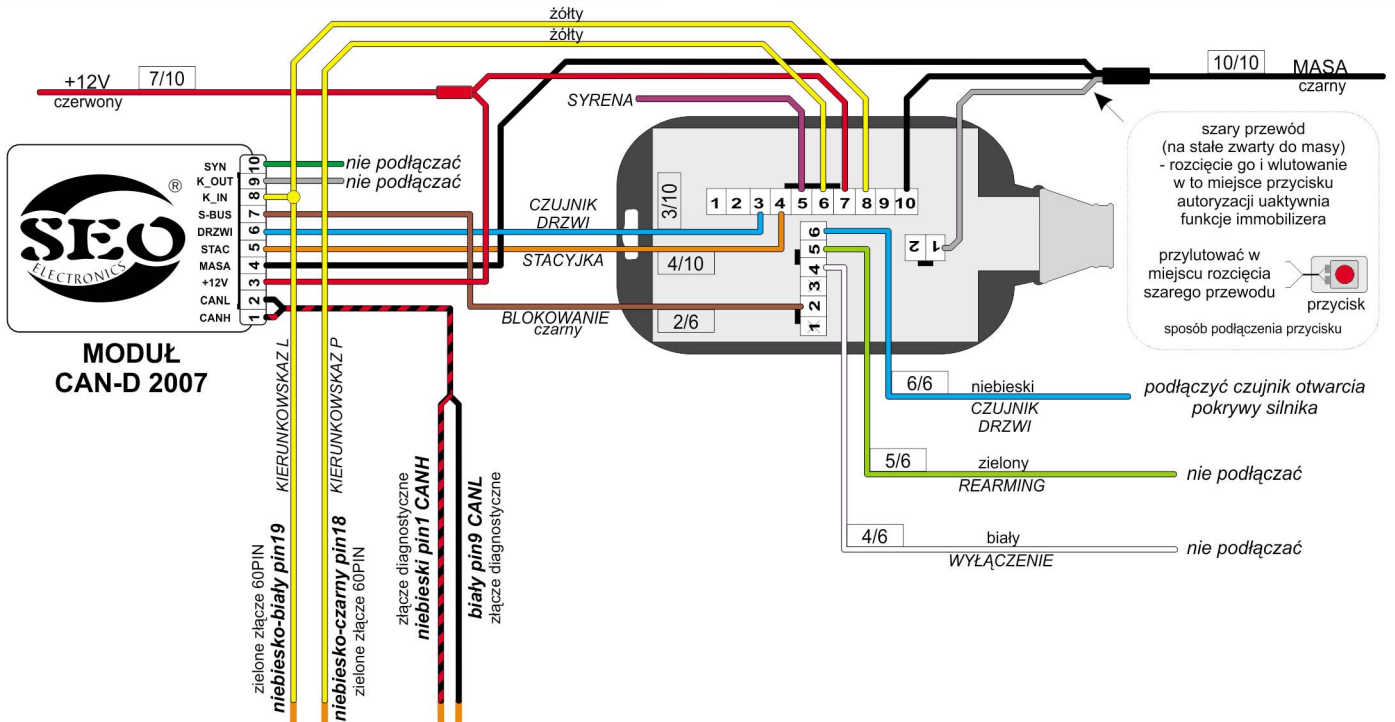 żółty
żółty
+12V
7/10
czerwony
10/10
MASA
czarny
SYRENA
SEO
®
ELECTRONICS
SYN 10
K_OUT 9
K_IN 8
S-BUS 7
DRZWI 6
STAC 5
MASA 4
+12V 3
CANL 2
CANH 1
nie podłączać
nie podłączać
MODUŁ
CAN-D 2007
CZUJNIK
DRZWI
STACYJKA
BLOKOWANIE
czarny
3/10
4/10
2/6
1 2 3 4 5 6 7 8 9 10
6
5
4
3
2
1
2 1
szary przewód
(na stałe zwarty do masy)
- rozcięcie go i wlutowanie
w to miejsce przycisku
autoryzacji uaktywnia
funkcje immobilizera
przylutować w
miejscu rozcięcia
szarego przewodu
przycisk
sposób podłączenia przycisku
6/6
niebieski
CZUJNIK
DRZWI
podłączyć czujnik otwarcia
pokrywy silnika
5/6
zielony
REARMING
nie podłączać
4/6
biały
WYŁĄCZENIE
nie podłączać
KIERUNKOWSKAZ L
KIERUNKOWSKAZ P
zielone złącze 60PIN
niebiesko-biały pin19
niebiesko-czarny pin18
zielone złącze 60PIN
złącze diagnostyczne
niebieski pin1 CANH
biały pin9 CANL
złącze diagnostyczne